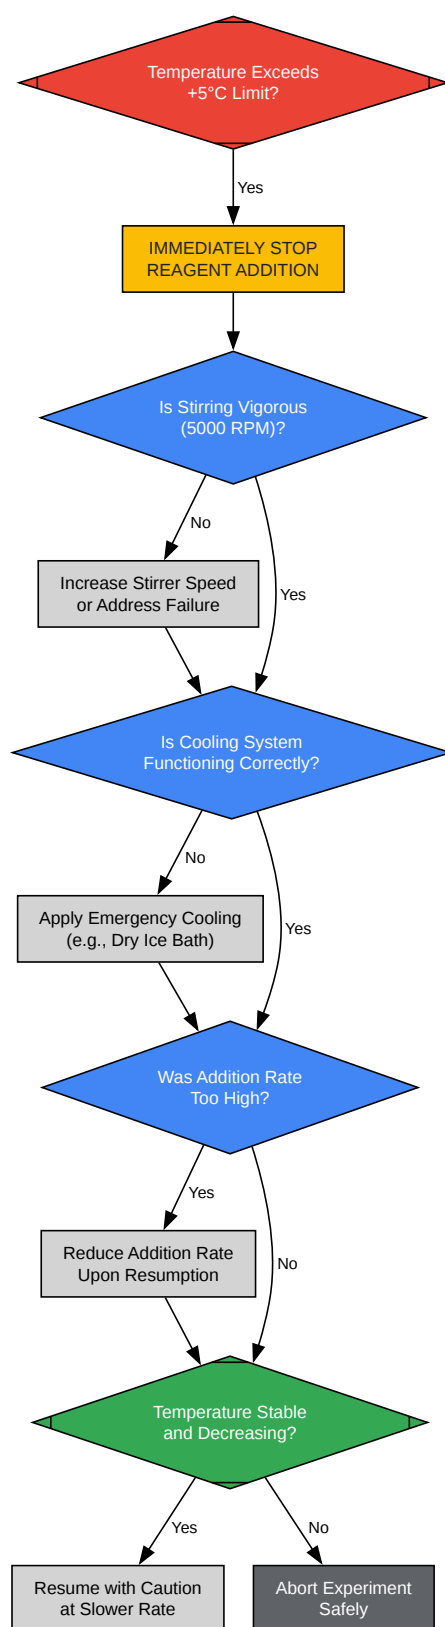 Temperature Exceeds
+5°C Limit?
Yes
IMMEDIATELY STOP
REAGENT ADDITION
Is Stirring Vigorous
(5000 RPM)?
No
Increase Stirrer Speed
or Address Failure
Yes
Is Cooling System
Functioning Correctly?
No
Apply Emergency Cooling
(e.g., Dry Ice Bath)
Yes
Was Addition Rate
Too High?
Yes
Reduce Addition Rate
Upon Resumption
No
Temperature Stable
and Decreasing?
Yes
No
Resume with Caution
at Slower Rate
Abort Experiment
Safely